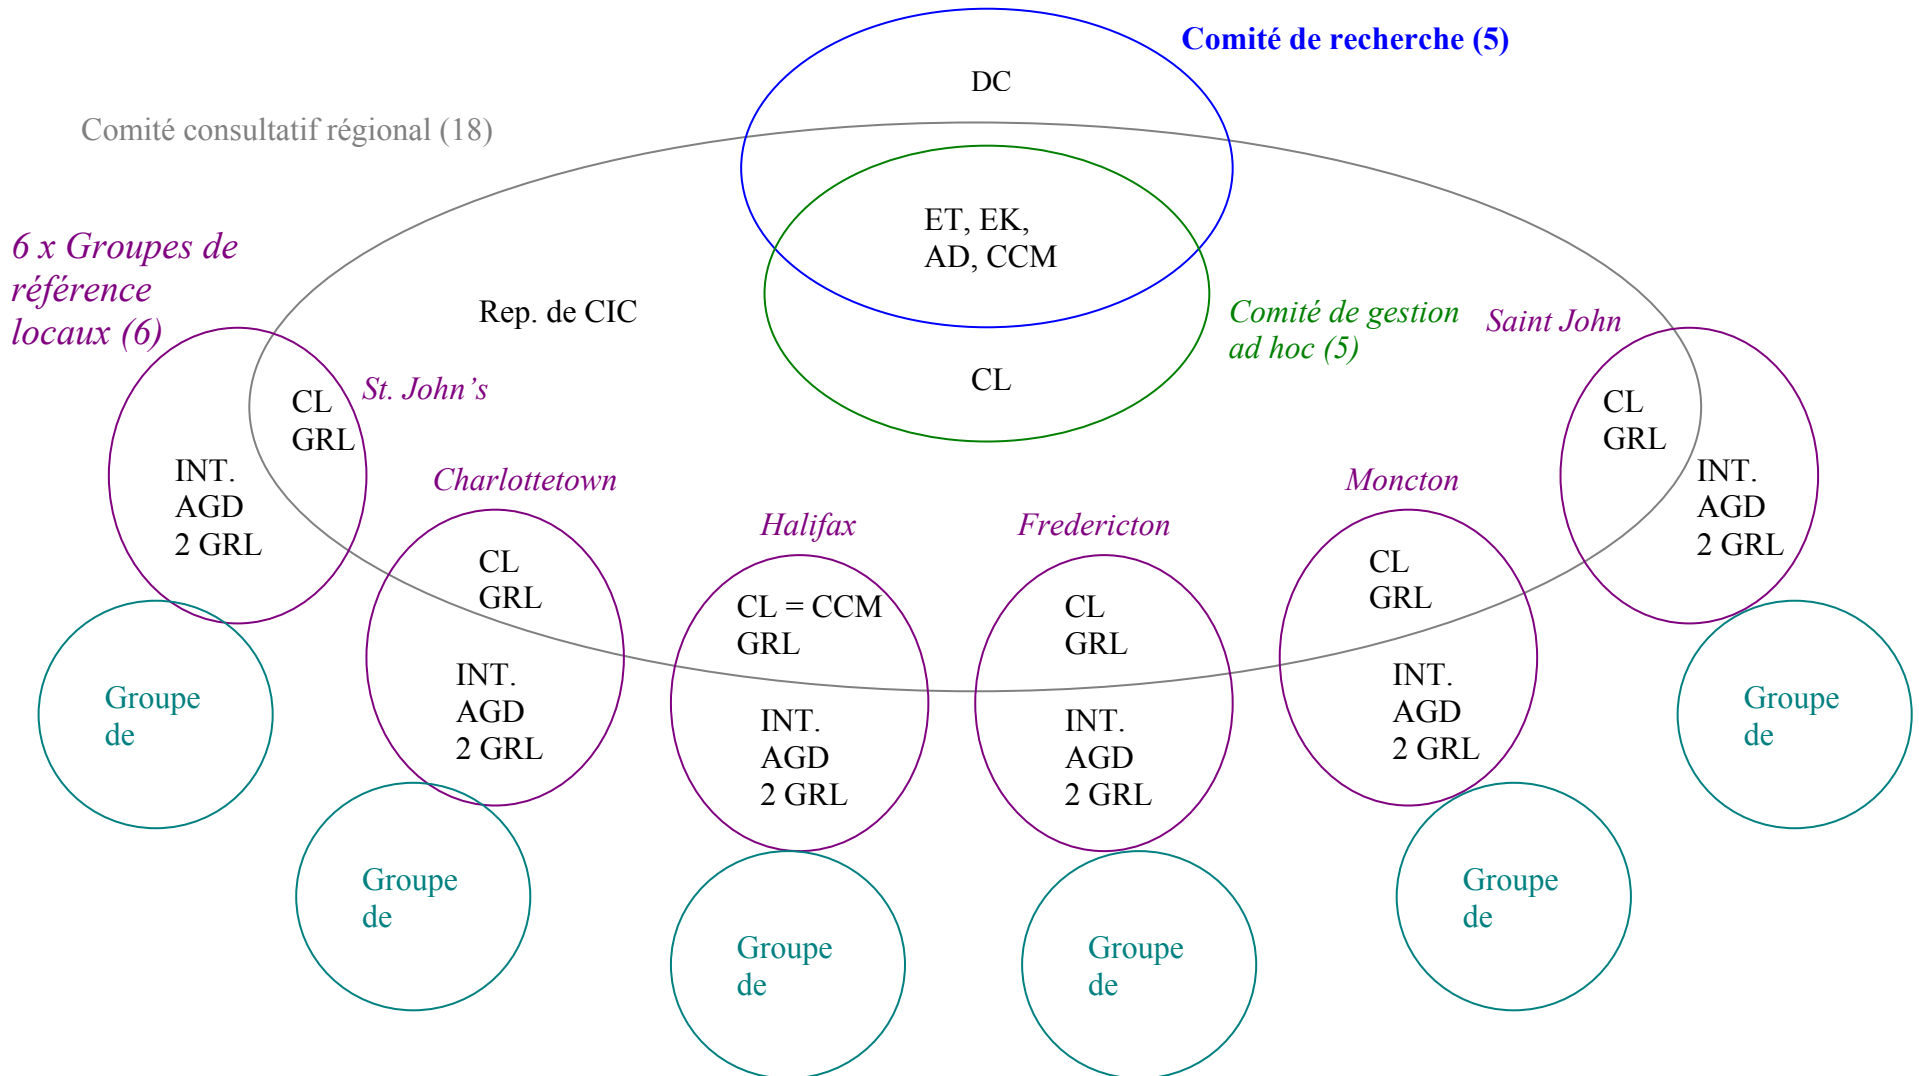 Comité de recherche (5)
DC
Comité consultatif régional (18)
ET, EK,
AD, CCM
6 x Groupes de
référence
locaux (6)
Rep. de CIC
Comité de gestion
ad hoc (5)
Saint John
CL
St. John’s
CL
GRL
CL
GRL
INT.
AGD
2 GRL
INT.
AGD
2 GRL
Charlottetown
Moncton
Halifax
Fredericton
CL
GRL
CL
GRL
CL = CCM
GRL
CL
GRL
INT.
AGD
2 GRL
INT.
AGD
2 GRL
INT.
AGD
2 GRL
INT.
AGD
2 GRL
Groupe
de
Groupe
de
Groupe
de
Groupe
de
Groupe
de
Groupe
de